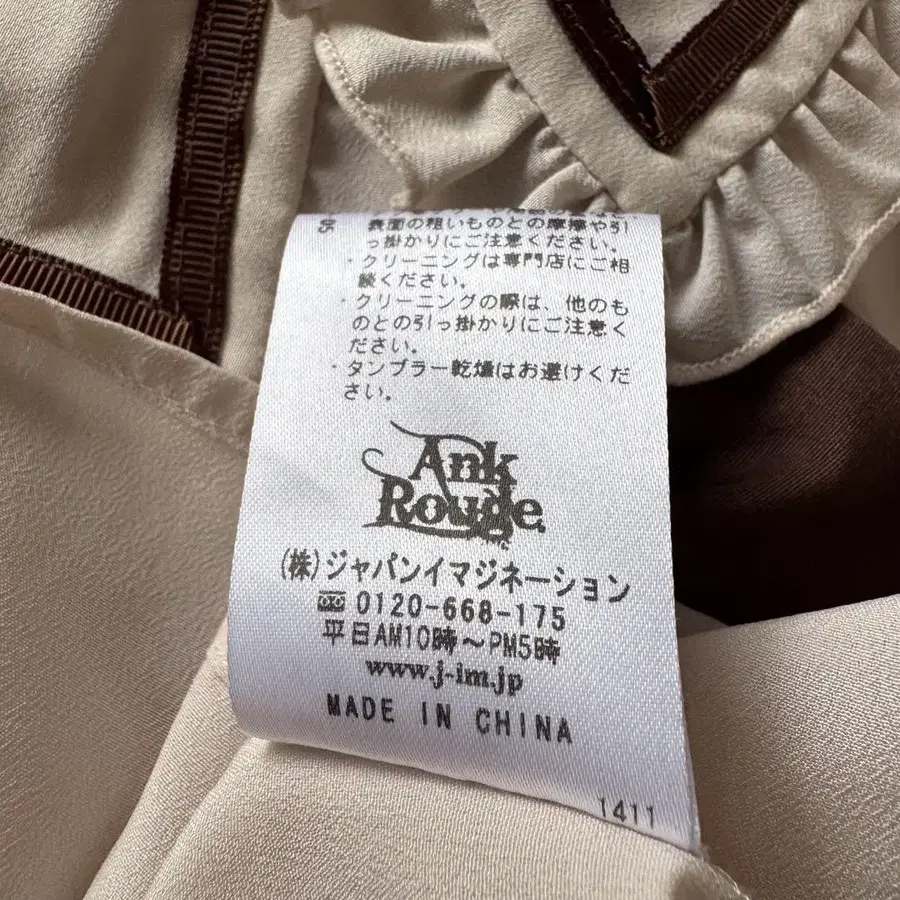 表面の粗いものとの摩擦や引
っ掛かりにご注意ください。
・クリーニングは専門店にご相
談ください。
・クリーニングの際は、他のも
のとの引っ掛かりにご注意く
ださい。
・タンブラー乾燥はお避けくだ
さい。
Ank
Rouge
(株)ジャパンイマジネーション
0120-668-175
平日AM10時～PM5時
www.j-im.jp
MADE IN CHINA
1411